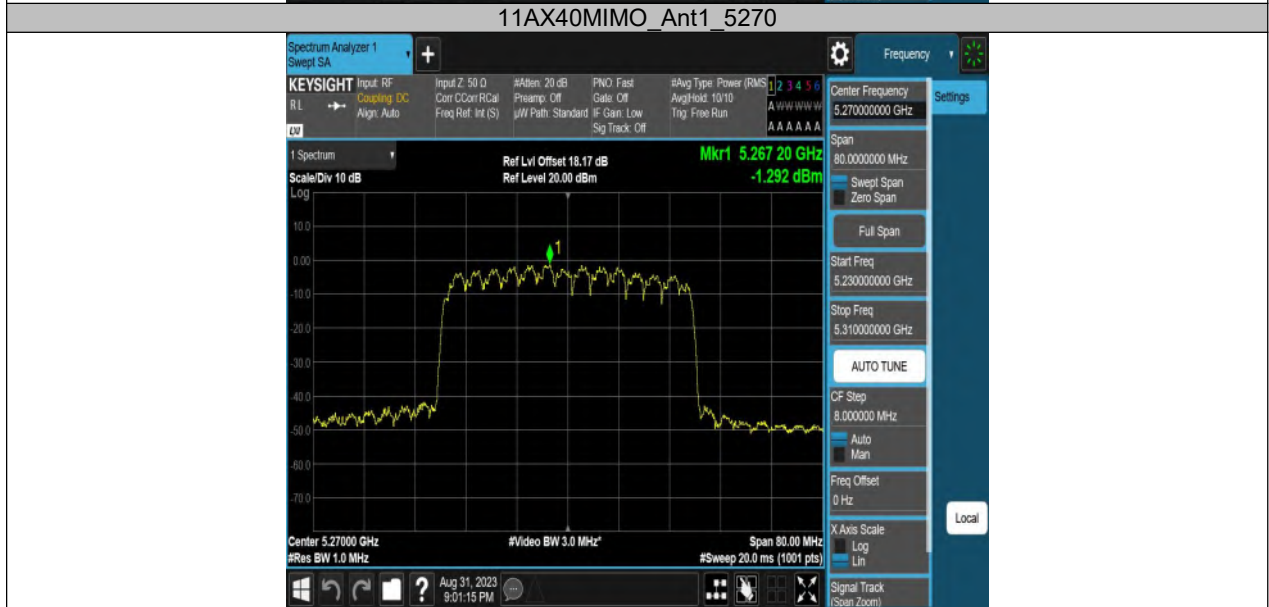 11AX40MIMO_Ant1_5270
Spectrum Analyzer 1
Swept SA
+
Frequency
KEYSIGHT Input: RF Input Z: 50 Ω #Atten: 20 dB PNO: Fast #Avg Type: Power (RMS 1 2 3 4 5 6
RL Coupling: DC Corr CCorr RCal Preamp: Off Gate: Off Avg|Hold: 10/10 A W W W W W
Align: Auto Freq Ref: Int (S) µW Path: Standard IF Gain: Low Trig: Free Run
LXI Sig Track: Off A A A A A A
1 Spectrum
Ref Lvl Offset 18.17 dB
Mkr1 5.267 20 GHz
Scale/Div 10 dB
Ref Level 20.00 dBm
-1.292 dBm
Log
10.0
1
0.00
-10.0
-20.0
-30.0
-40.0
-50.0
-60.0
-70.0
Center 5.27000 GHz
#Video BW 3.0 MHz*
Span 80.00 MHz
#Res BW 1.0 MHz
#Sweep 20.0 ms (1001 pts)
Center Frequency
5.270000000 GHz
Settings
Span
80.0000000 MHz
Swept Span
Zero Span
Full Span
Start Freq
5.230000000 GHz
Stop Freq
5.310000000 GHz
AUTO TUNE
CF Step
8.000000 MHz
Auto
Man
Freq Offset
0 Hz
Local
X Axis Scale
Log
Lin
Signal Track
(Span Zoom)
?
Aug 31, 2023
9:01:15 PM